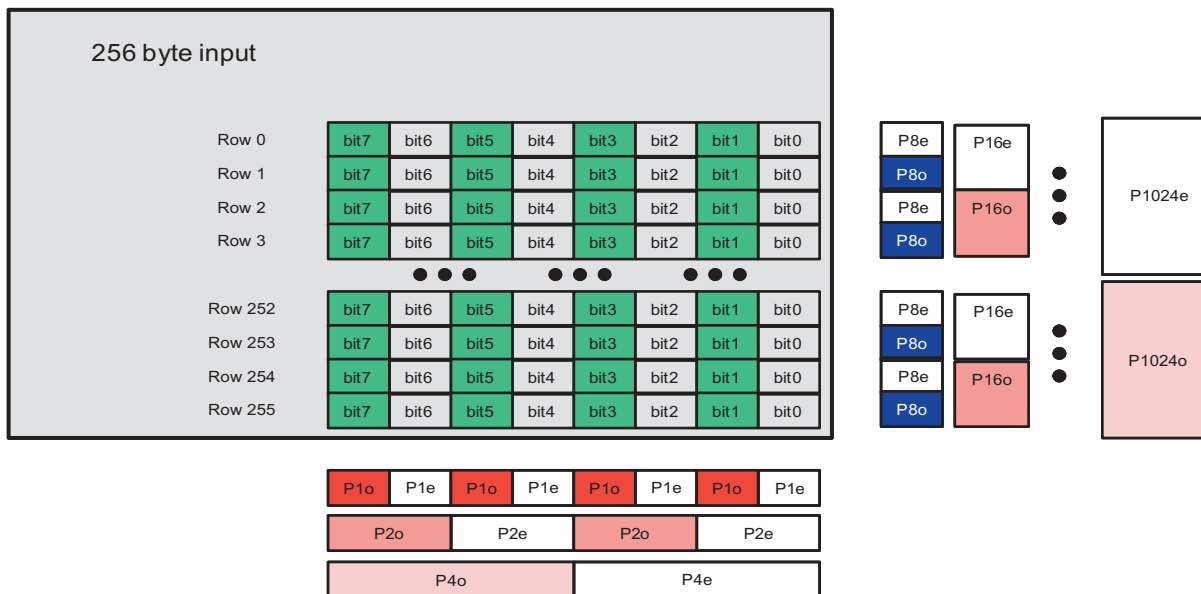 256 byte input
Row 0 bit7 bit6 bit5 bit4 bit3 bit2 bit1 bit0 P8e P16e
Row 1 bit7 bit6 bit5 bit4 bit3 bit2 bit1 bit0 P8o
Row 2 bit7 bit6 bit5 bit4 bit3 bit2 bit1 bit0 P8e P16o P1024e
Row 3 bit7 bit6 bit5 bit4 bit3 bit2 bit1 bit0 P8o
Row 252 bit7 bit6 bit5 bit4 bit3 bit2 bit1 bit0 P8e P16e
Row 253 bit7 bit6 bit5 bit4 bit3 bit2 bit1 bit0 P8o
Row 254 bit7 bit6 bit5 bit4 bit3 bit2 bit1 bit0 P8e P16o P1024o
Row 255 bit7 bit6 bit5 bit4 bit3 bit2 bit1 bit0 P8o
P1o P1e P1o P1e P1o P1e P1o P1e
P2o P2e P2o P2e
P4o P4e